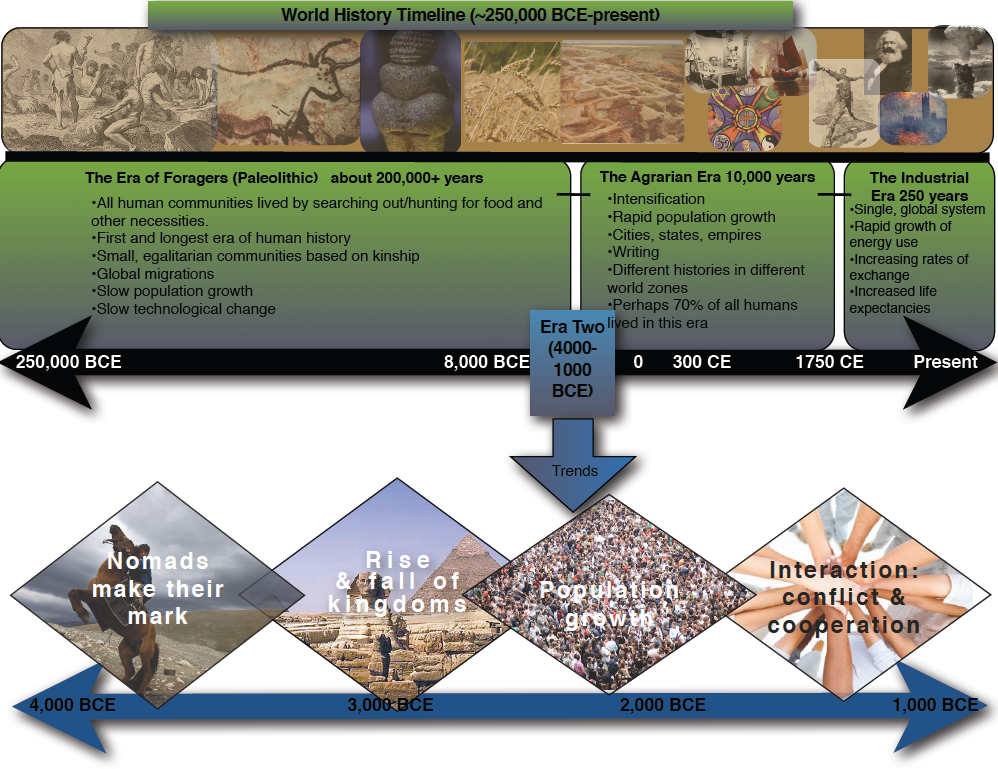 World History Timeline (~250,000 BCE-present)
The Era of Foragers (Paleolithic)   about 200,000+ years
•All human communities lived by searching out/hunting for food and
other necessities.
•First and longest era of human history
•Small, egalitarian communities based on kinship
•Global migrations
•Slow population growth
•Slow technological change
The Agrarian Era 10,000 years
•Intensification
•Rapid population growth
•Cities, states, empires
•Writing
•Different histories in different
world zones
•Perhaps 70% of all humans
lived in this era
The Industrial
Era 250 years
•Single, global system
•Rapid growth of
energy use
•Increasing rates of
exchange
•Increased life
expectancies
250,000 BCE
8,000 BCE
Era Two
(4000-
1000
BCE)
0
300 CE
1750 CE
Present
Trends
Nomads
make their
mark
Rise
& fall of
kingdoms
Population
growth
Interaction:
conflict &
cooperation
4,000 BCE
3,000 BCE
2,000 BCE
1,000 BCE